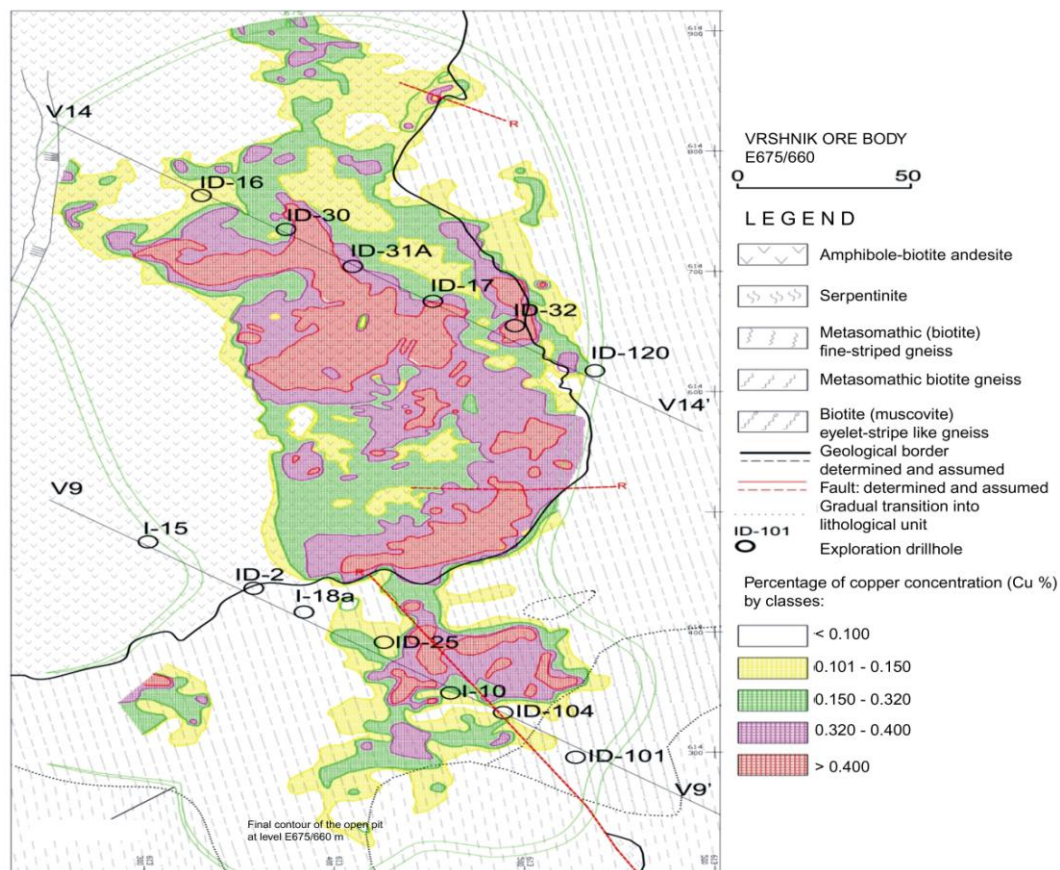 V14
ID-16
ID-30
ID-31A
ID-17
ID-32
ID-120
V14'
R
R
V9
I-15
ID-2
R
I-18a
ID-25
I-10
ID-104
ID-101
V9'
Final contour of the open pit
at level E675/660 m
VRSHNIK ORE BODY
E675/660
0 50
LEGEND
Amphibole-biotite andesite
Serpentinite
Metasomathic (biotite)
fine-striped gneiss
Metasomathic biotite gneiss
Biotite (muscovite)
eyelet-stripe like gneiss
Geological border
determined and assumed
Fault: determined and assumed
Gradual transition into
lithological unit
ID-101
Exploration drillhole
Percentage of copper concentration (Cu %)
by classes:
< 0.100
0.101 - 0.150
0.150 - 0.320
0.320 - 0.400
> 0.400